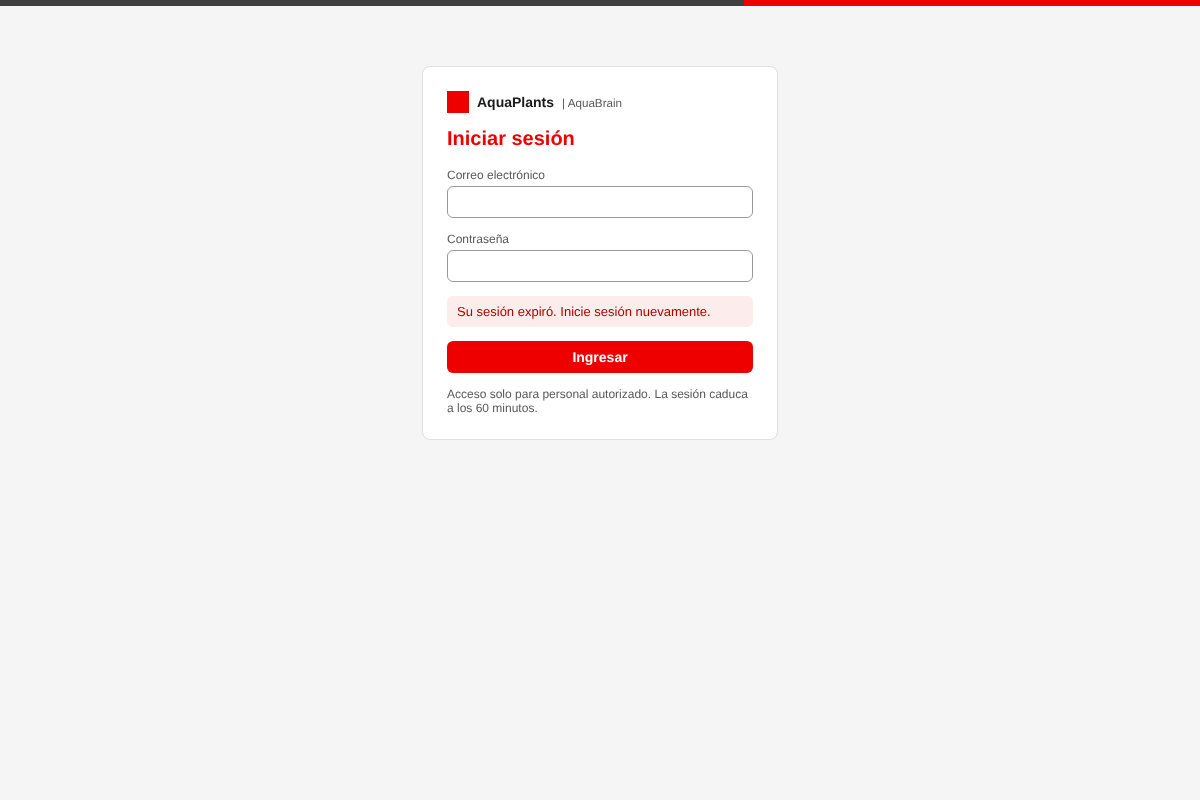 AquaPlants | AquaBrain
Iniciar sesión
Correo electrónico
Contraseña
Su sesión expiró. Inicie sesión nuevamente.
Ingresar
Acceso solo para personal autorizado. La sesión caduca
a los 60 minutos.